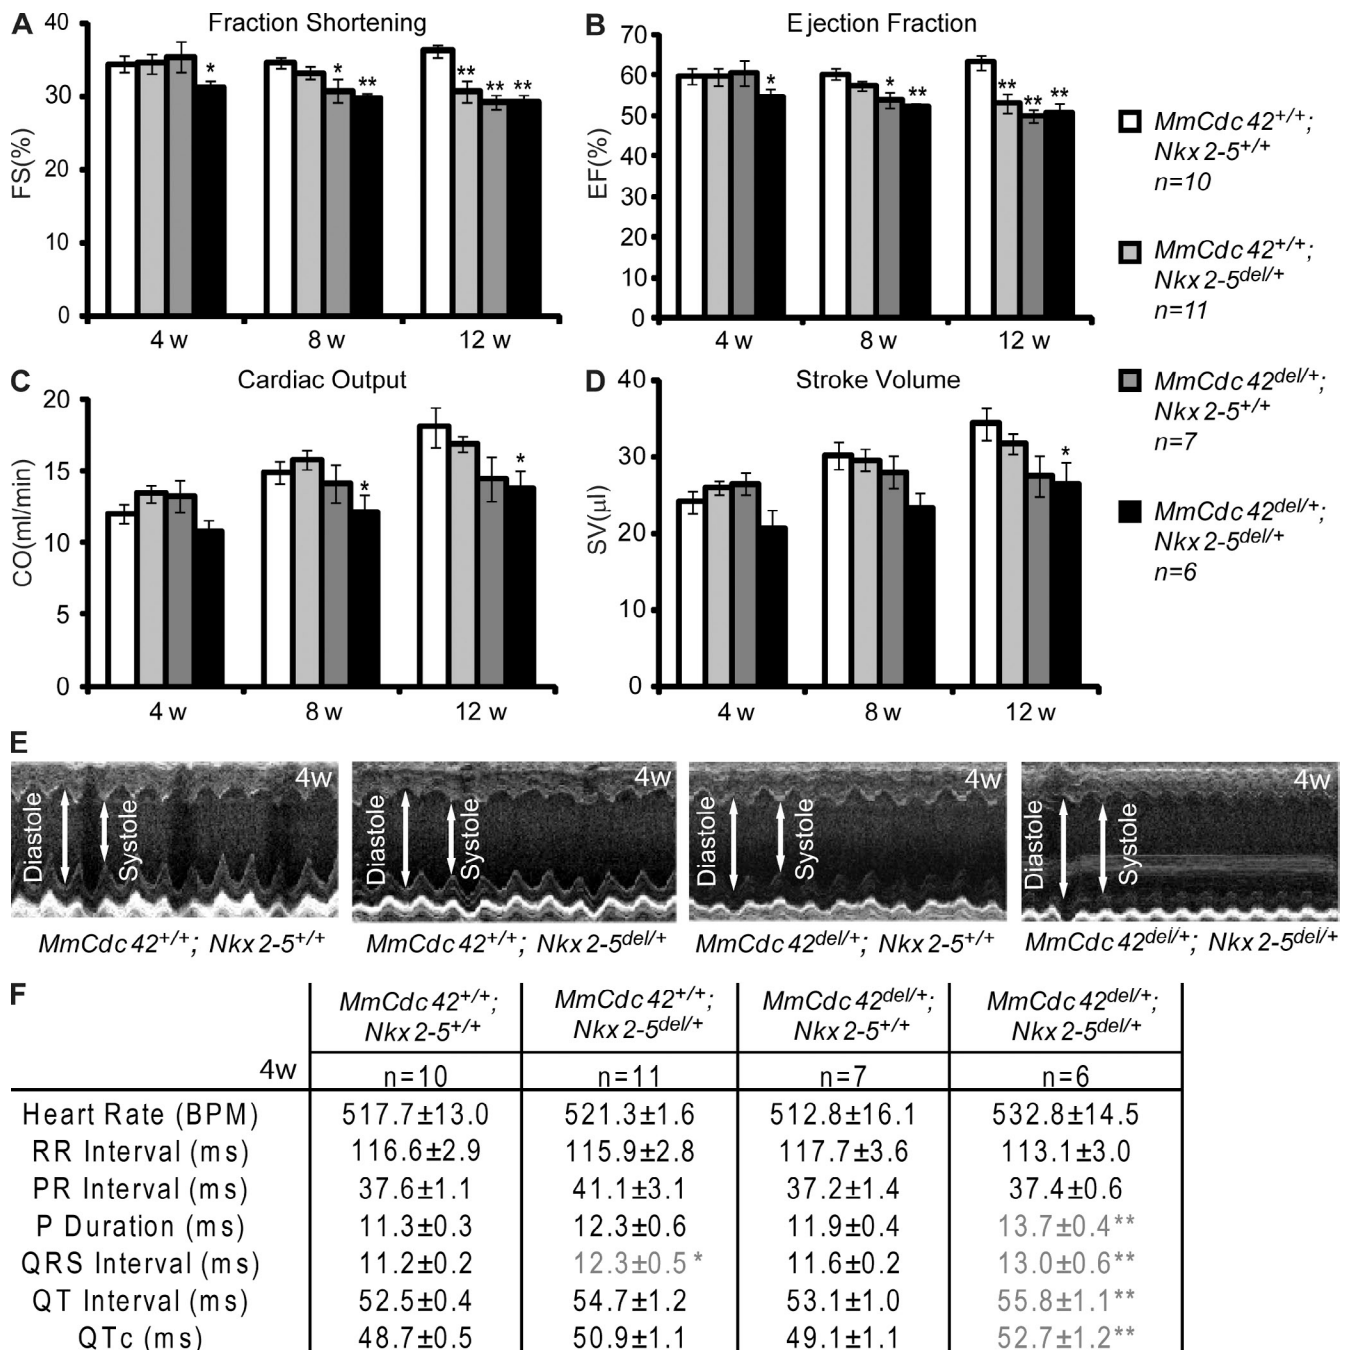 A Fraction Shortening
FS(%)
40
30
20
10
0
* * ** ** ** **
4 w 8 w 12 w
B Ejection Fraction
EF(%)
70
60
50
40
30
20
10
0
* * ** ** ** **
4 w 8 w 12 w
MmCdc42+/+;
Nkx2-5+/+
n=10
MmCdc42+/+;
Nkx2-5del/+
n=11
MmCdc42del/+;
Nkx2-5+/+
n=7
MmCdc42del/+;
Nkx2-5del/+
n=6
C Cardiac Output
CO(ml/min)
20
15
10
5
0
* *
4 w 8 w 12 w
D Stroke Volume
SV(µl)
40
30
20
10
0
*
4 w 8 w 12 w
E
4w
Diastole
Systole
MmCdc42+/+; Nkx2-5+/+
4w
Diastole
Systole
MmCdc42+/+; Nkx2-5del/+
4w
Diastole
Systole
MmCdc42del/+; Nkx2-5+/+
4w
Diastole
Systole
MmCdc42del/+; Nkx2-5del/+
F
MmCdc42+/+; MmCdc42+/+; MmCdc42del/+; MmCdc42del/+;
Nkx2-5+/+ Nkx2-5del/+ Nkx2-5+/+ Nkx2-5del/+
4w n=10 n=11 n=7 n=6
Heart Rate (BPM) 517.7±13.0 521.3±1.6 512.8±16.1 532.8±14.5
RR Interval (ms) 116.6±2.9 115.9±2.8 117.7±3.6 113.1±3.0
PR Interval (ms) 37.6±1.1 41.1±3.1 37.2±1.4 37.4±0.6
P Duration (ms) 11.3±0.3 12.3±0.6 11.9±0.4 13.7±0.4**
QRS Interval (ms) 11.2±0.2 12.3±0.5* 11.6±0.2 13.0±0.6**
QT Interval (ms) 52.5±0.4 54.7±1.2 53.1±1.0 55.8±1.1**
QTc (ms) 48.7±0.5 50.9±1.1 49.1±1.1 52.7±1.2**